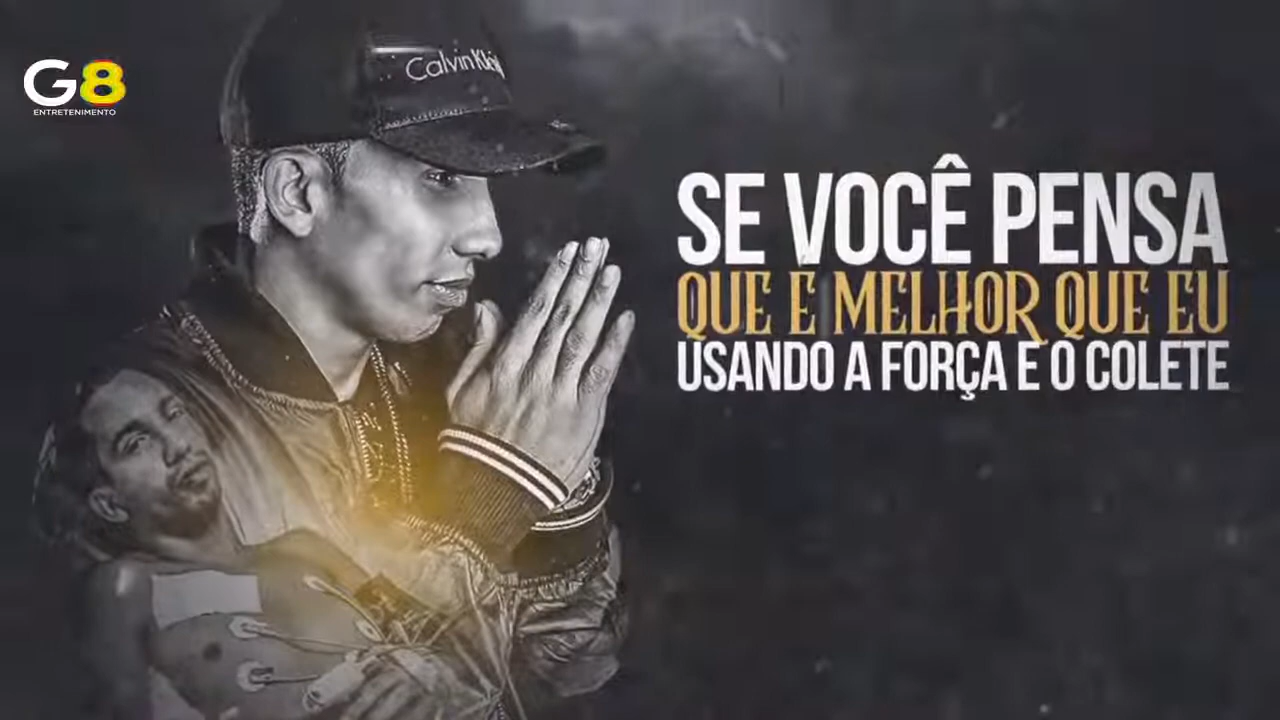 G8
ENTRETENIMENTO
Calvin Klein
SE VOCÊ PENSA
QUE É MELHOR QUE EU
USANDO A FORÇA E O COLETE